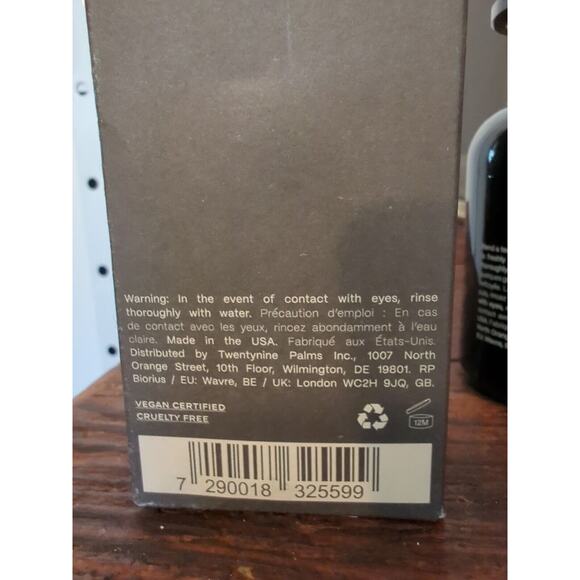 Warning: In the event of contact with eyes, rinse
thoroughly with water. Précaution d'emploi : En cas
de contact avec les yeux, rincez abondamment à l'eau
claire. Made in the USA. Fabriqué aux États-Unis.
Distributed by Twentynine Palms Inc., 1007 North
Orange Street, 10th Floor, Wilmington, DE 19801. RP
Biorius / EU: Wavre, BE / UK: London WC2H 9JQ, GB.
VEGAN CERTIFIED
CRUELTY FREE
12M
7 290018 325599